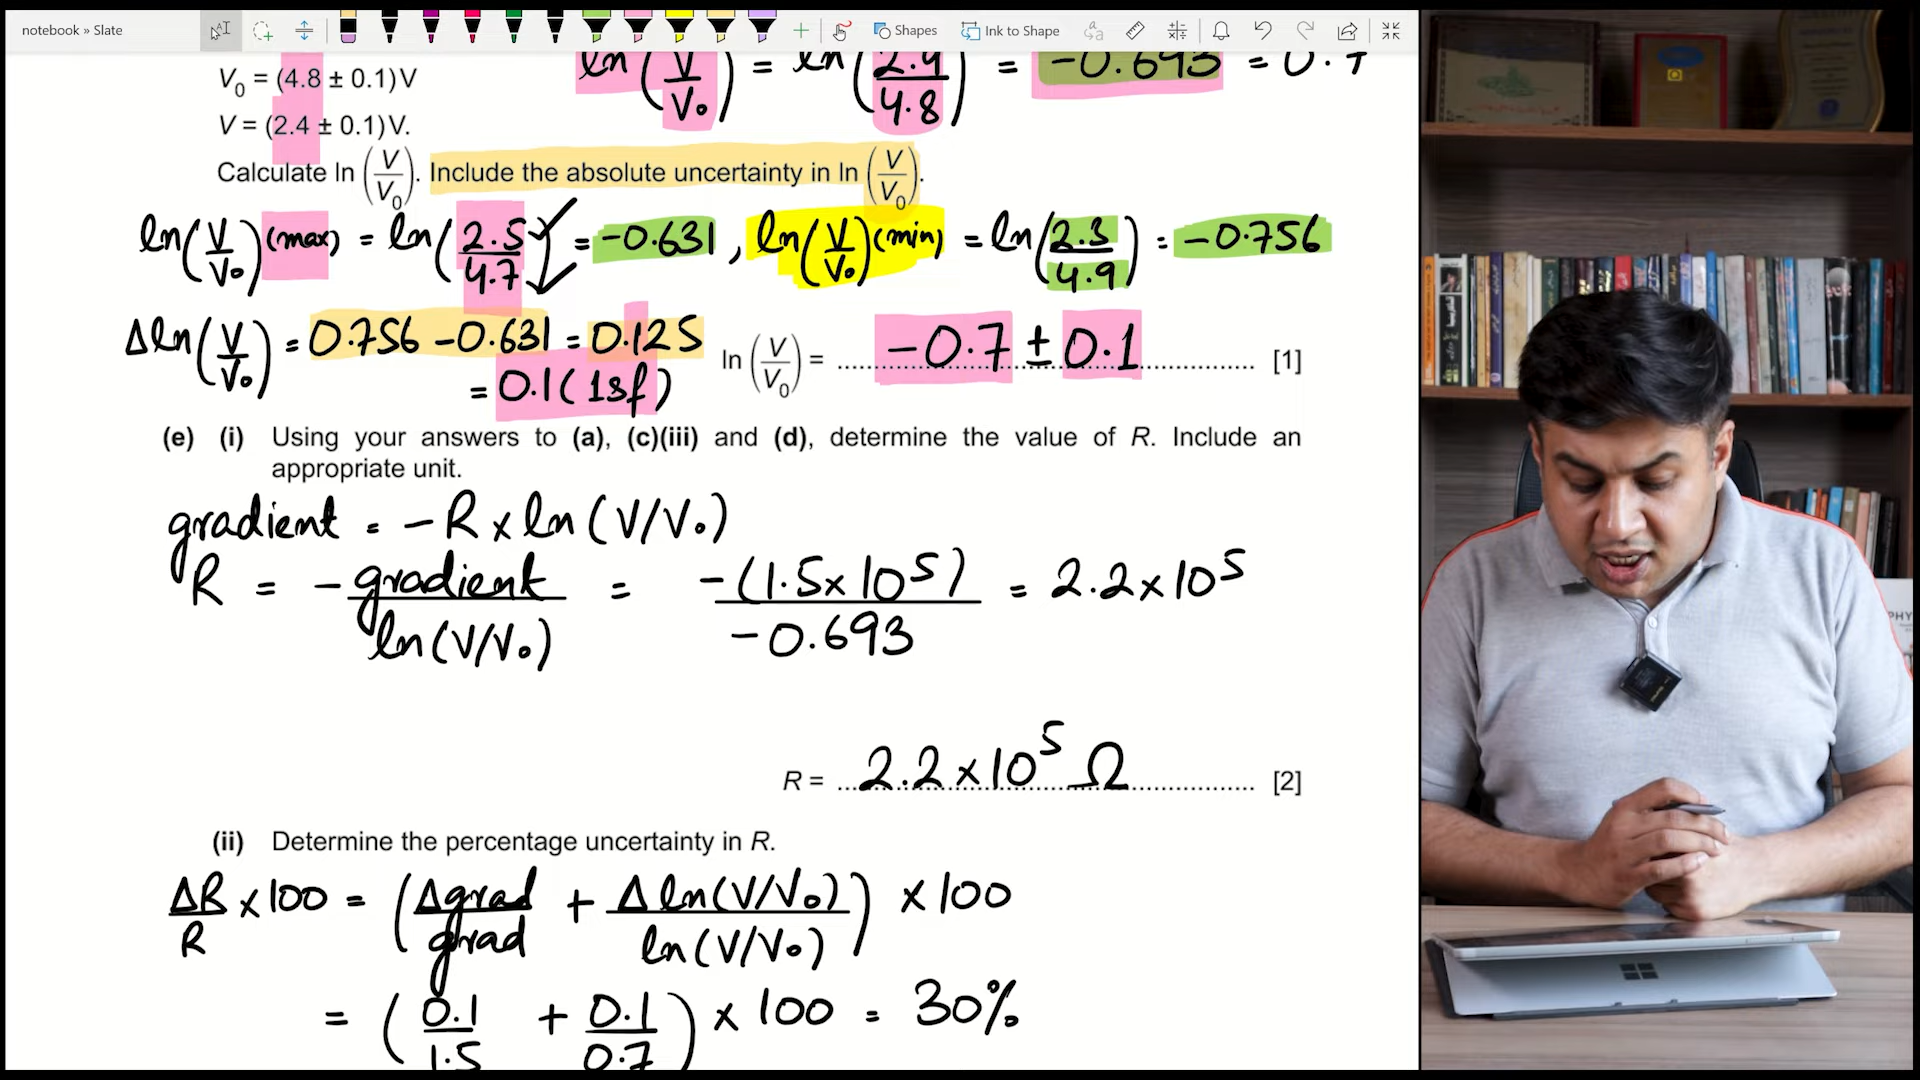 notebook » Slate
Shapes
Ink to Shape
V₀ = (4.8 ± 0.1) V
ln (V/V₀) = ln (2.4/4.8) = -0.693 = 0.7
V = (2.4 ± 0.1) V.
Calculate ln (V/V₀). Include the absolute uncertainty in ln (V/V₀).
ln(V/V₀)(max) = ln(2.5/4.7) = -0.631 , ln(V/V₀)(min) = ln(2.3/4.9) = -0.756
Δln(V/V₀) = 0.756 - 0.631 = 0.125
= 0.1 (1sf)
ln (V/V₀) = -0.7 ± 0.1 [1]
(e) (i) Using your answers to (a), (c)(iii) and (d), determine the value of R. Include an
appropriate unit.
gradient = -R × ln (V/V₀)
R = -gradient/ln(V/V₀) = -(1.5×10⁵)/-0.693 = 2.2×10⁵
R = 2.2×10⁵ Ω [2]
(ii) Determine the percentage uncertainty in R.
ΔR/R ×100 = (Δgrad/grad + Δln(V/V₀)/ln(V/V₀)) ×100
= (0.1/1.5 + 0.1/0.7) × 100 = 30%